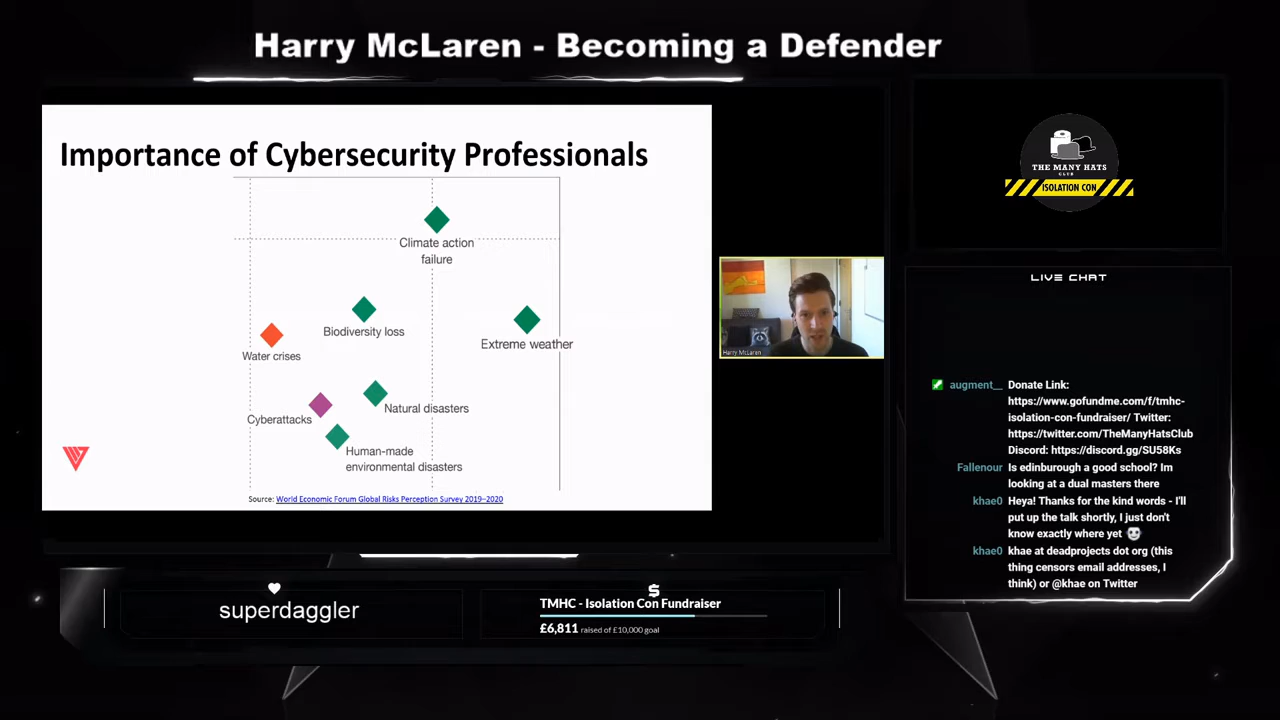 Harry McLaren - Becoming a Defender
Importance of Cybersecurity Professionals
Climate action
failure
Biodiversity loss
Extreme weather
Water crises
Cyberattacks
Natural disasters
Human-made
environmental disasters
Source: World Economic Forum Global Risks Perception Survey 2019–2020
Harry McLaren
THE MANY HATS
CLUB
ISOLATION CON
LIVE CHAT
augment__ Donate Link:
https://www.gofundme.com/f/tmhc-
isolation-con-fundraiser/ Twitter:
https://twitter.com/TheManyHatsClub
Discord: https://discord.gg/SU58Ks
Fallenour Is edinburough a good school? Im
looking at a dual masters there
khae0 Heya! Thanks for the kind words - I'll
put up the talk shortly, I just don't
know exactly where yet
khae0 khae at deadprojects dot org (this
thing censors email addresses, I
think) or @khae on Twitter
superdaggler
$
TMHC - Isolation Con Fundraiser
£6,811 raised of £10,000 goal